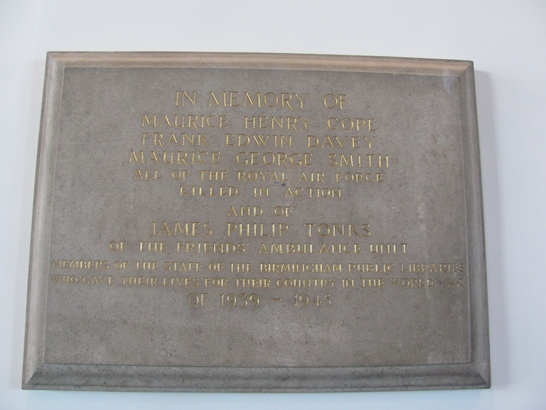 IN MEMORY OF
MAURICE HENRY COPE
FRANK EDWIN DAVEY
MAURICE GEORGE SMITH
ALL OF THE ROYAL AIR FORCE
KILLED IN ACTION
AND OF
JAMES PHILIP TONKS
OF THE FRIENDS' AMBULANCE UNIT
MEMBERS OF THE STAFF OF THE BIRMINGHAM PUBLIC LIBRARIES
WHO GAVE THEIR LIVES FOR THEIR COUNTRY IN THE WORLD WAR
OF 1939 - 1945